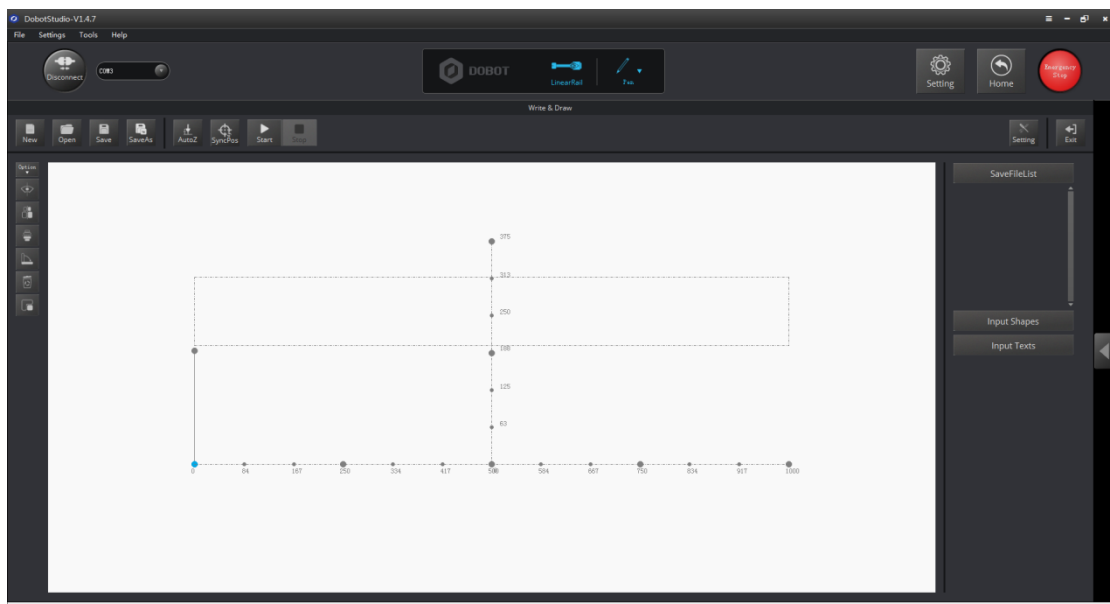 DobotStudio-V1.4.7
File Settings Tools Help
Disconnect
COM3
DOBOT
LinearRail
Pen
Setting
Home
Emergency Stop
Write & Draw
New
Open
Save
SaveAs
AutoZ
SyncPos
Start
Stop
Setting
Exit
Option
SaveFileList
375
313
250
188
125
63
0 84 167 250 334 417 500 584 667 750 834 917 1000
Input Shapes
Input Texts